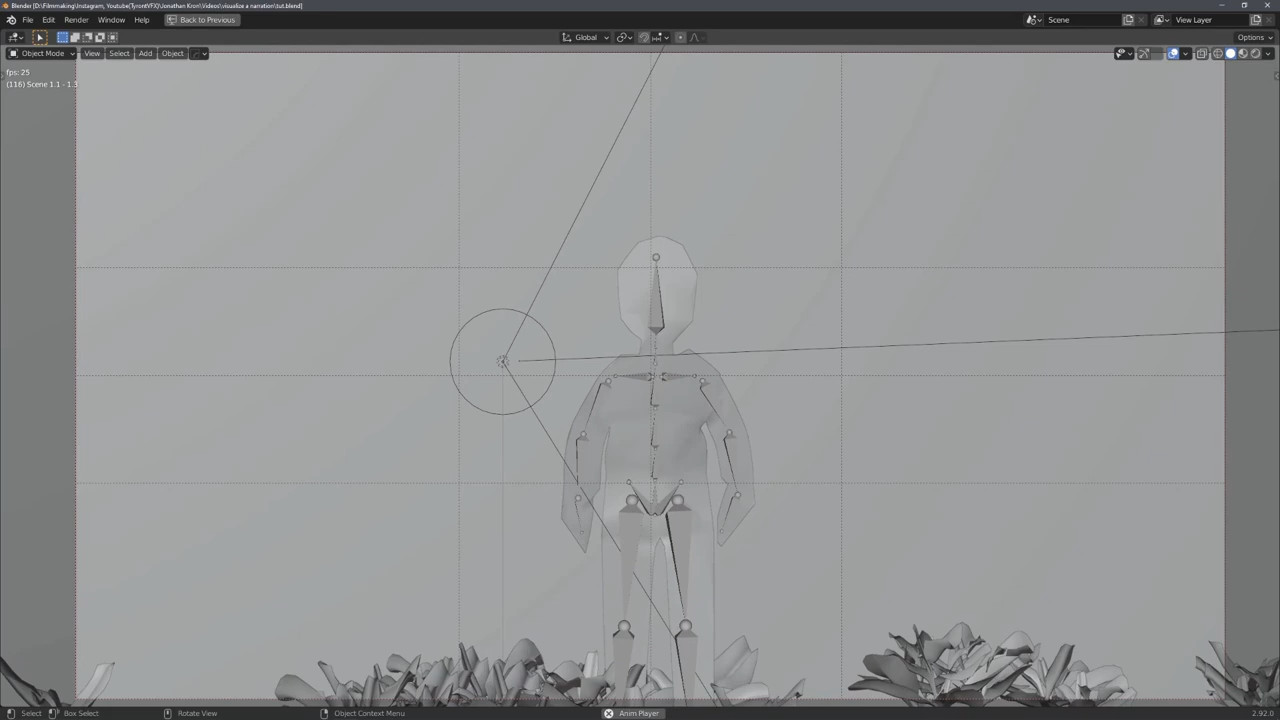 Blender [D:\Filmmaking\Instagram, Youtube(TyrontVFX)\Jonathan Kron\Videos\visualize a narration\tut.blend]
File Edit Render Window Help Back to Previous Scene View Layer
Global Options
Object Mode View Select Add Object
fps: 25
(116) Scene 1.1 - 1.3
Select Box Select Rotate View Object Context Menu Anim Player 2.92.0